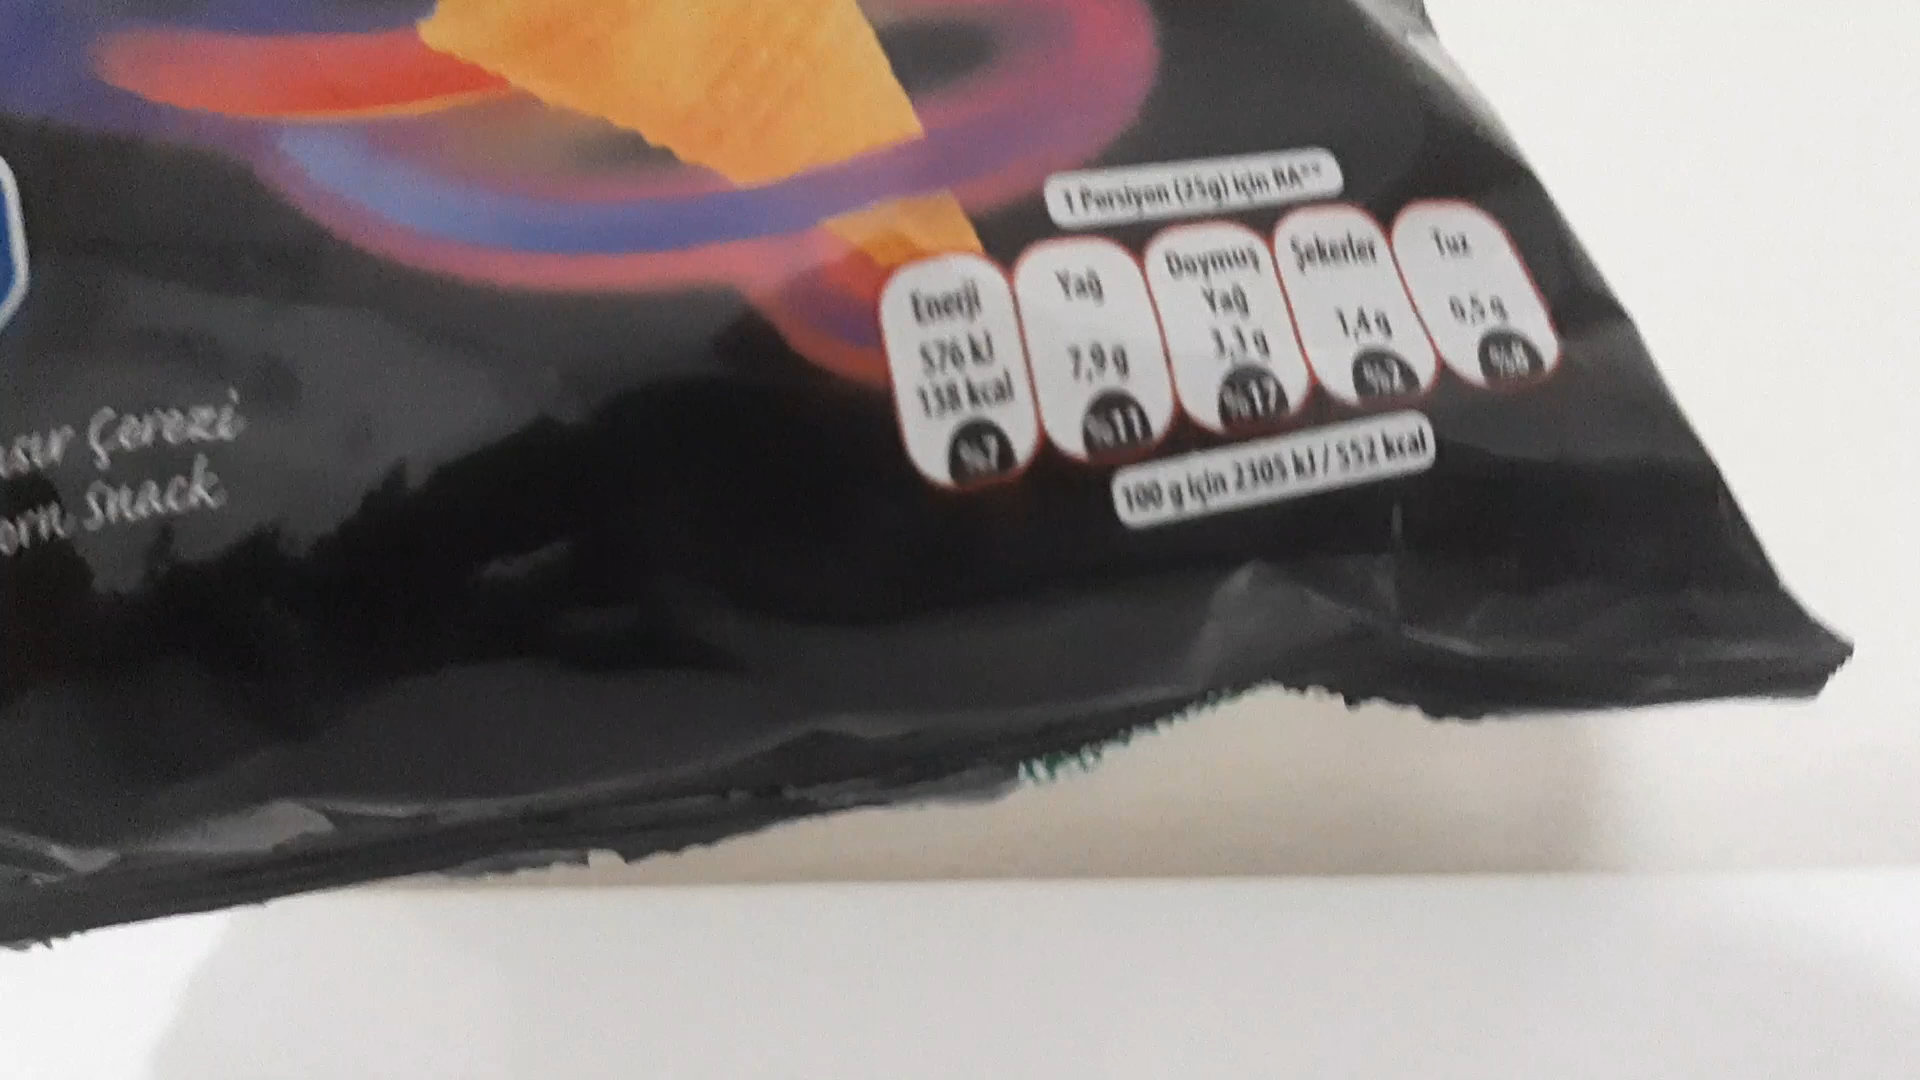 1 Porsiyon (25g) için RA**
Enerji
576 kJ
138 kcal
%7
Yağ
7,9 g
%11
Doymuş
Yağ
3,3 g
%17
Şekerler
1,4 g
%2
Tuz
0,5 g
%8
100 g için 2305 kJ / 552 kcal
Çerezi
Snack